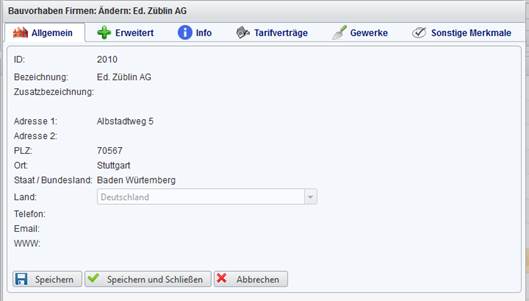 Bauvorhaben Firmen: Ändern: Ed. Züblin AG
Allgemein Erweitert Info Tarifverträge Gewerke Sonstige Merkmale
ID: 2010
Bezeichnung: Ed. Züblin AG
Zusatzbezeichnung:
Adresse 1: Albstadtweg 5
Adresse 2:
PLZ: 70567
Ort: Stuttgart
Staat / Bundesland: Baden Würtemberg
Land: Deutschland
Telefon:
Email:
WWW:
Speichern Speichern und Schließen Abbrechen